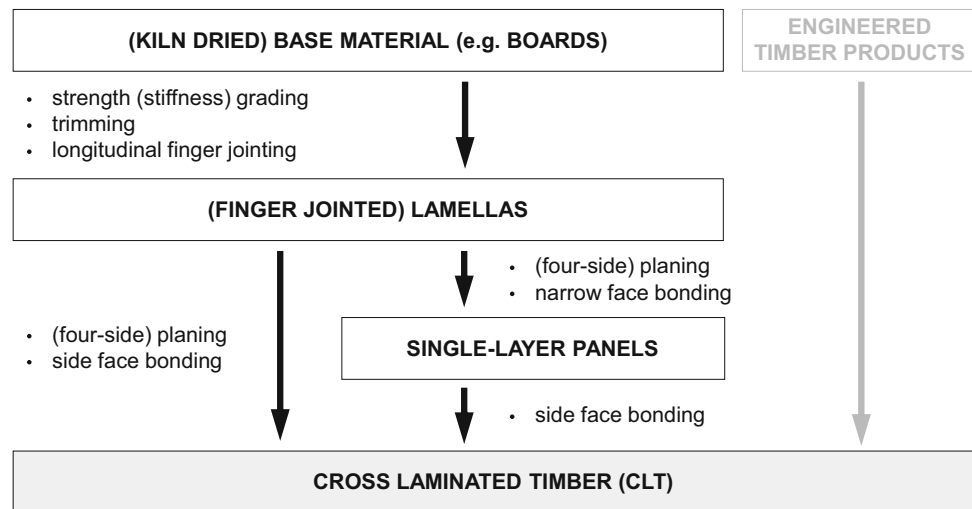 (KILN DRIED) BASE MATERIAL (e.g. BOARDS)
ENGINEERED
TIMBER PRODUCTS
• strength (stiffness) grading
• trimming
• longitudinal finger jointing
(FINGER JOINTED) LAMELLAS
• (four-side) planing
• narrow face bonding
• (four-side) planing
• side face bonding
SINGLE-LAYER PANELS
• side face bonding
CROSS LAMINATED TIMBER (CLT)